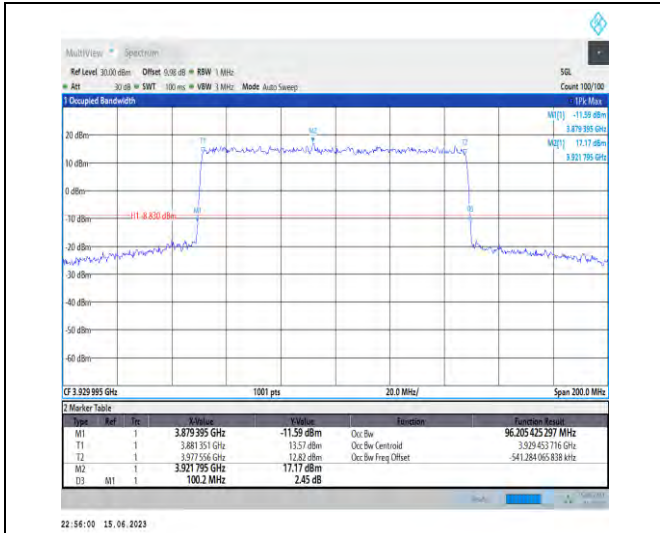 MultiView Spectrum
Ref Level 30.00 dBm Offset 9.98 dB RBW 1 MHz SGL
Att 30 dB SWT 100 ms VBW 3 MHz Mode Auto Sweep Count 100/100
1 Occupied Bandwidth 1Pk Max
M1[1] -11.59 dBm
3.879 395 GHz
M2[1] 17.17 dBm
3.921 795 GHz
20 dBm
M2
T1
T2
10 dBm
0 dBm
M1
-10 dBm
H1 -8.830 dBm
-20 dBm
-30 dBm
-40 dBm
-50 dBm
-60 dBm
CF 3.929 995 GHz 1001 pts 20.0 MHz/ Span 200.0 MHz
2 Marker Table
Type Ref Trc X-Value Y-Value Function Function Result
M1 1 3.879395 GHz -11.59 dBm Occ Bw 96.205 425 297 MHz
T1 1 3.881 351 GHz 13.57 dBm Occ Bw Centroid 3.929 453 716 GHz
T2 1 3.977 556 GHz 12.82 dBm Occ Bw Freq Offset -541.284 065 838 kHz
M2 1 3.921 795 GHz 17.17 dBm
D3 M1 1 100.2 MHz 2.45 dB
22:56:00 15.06.2023